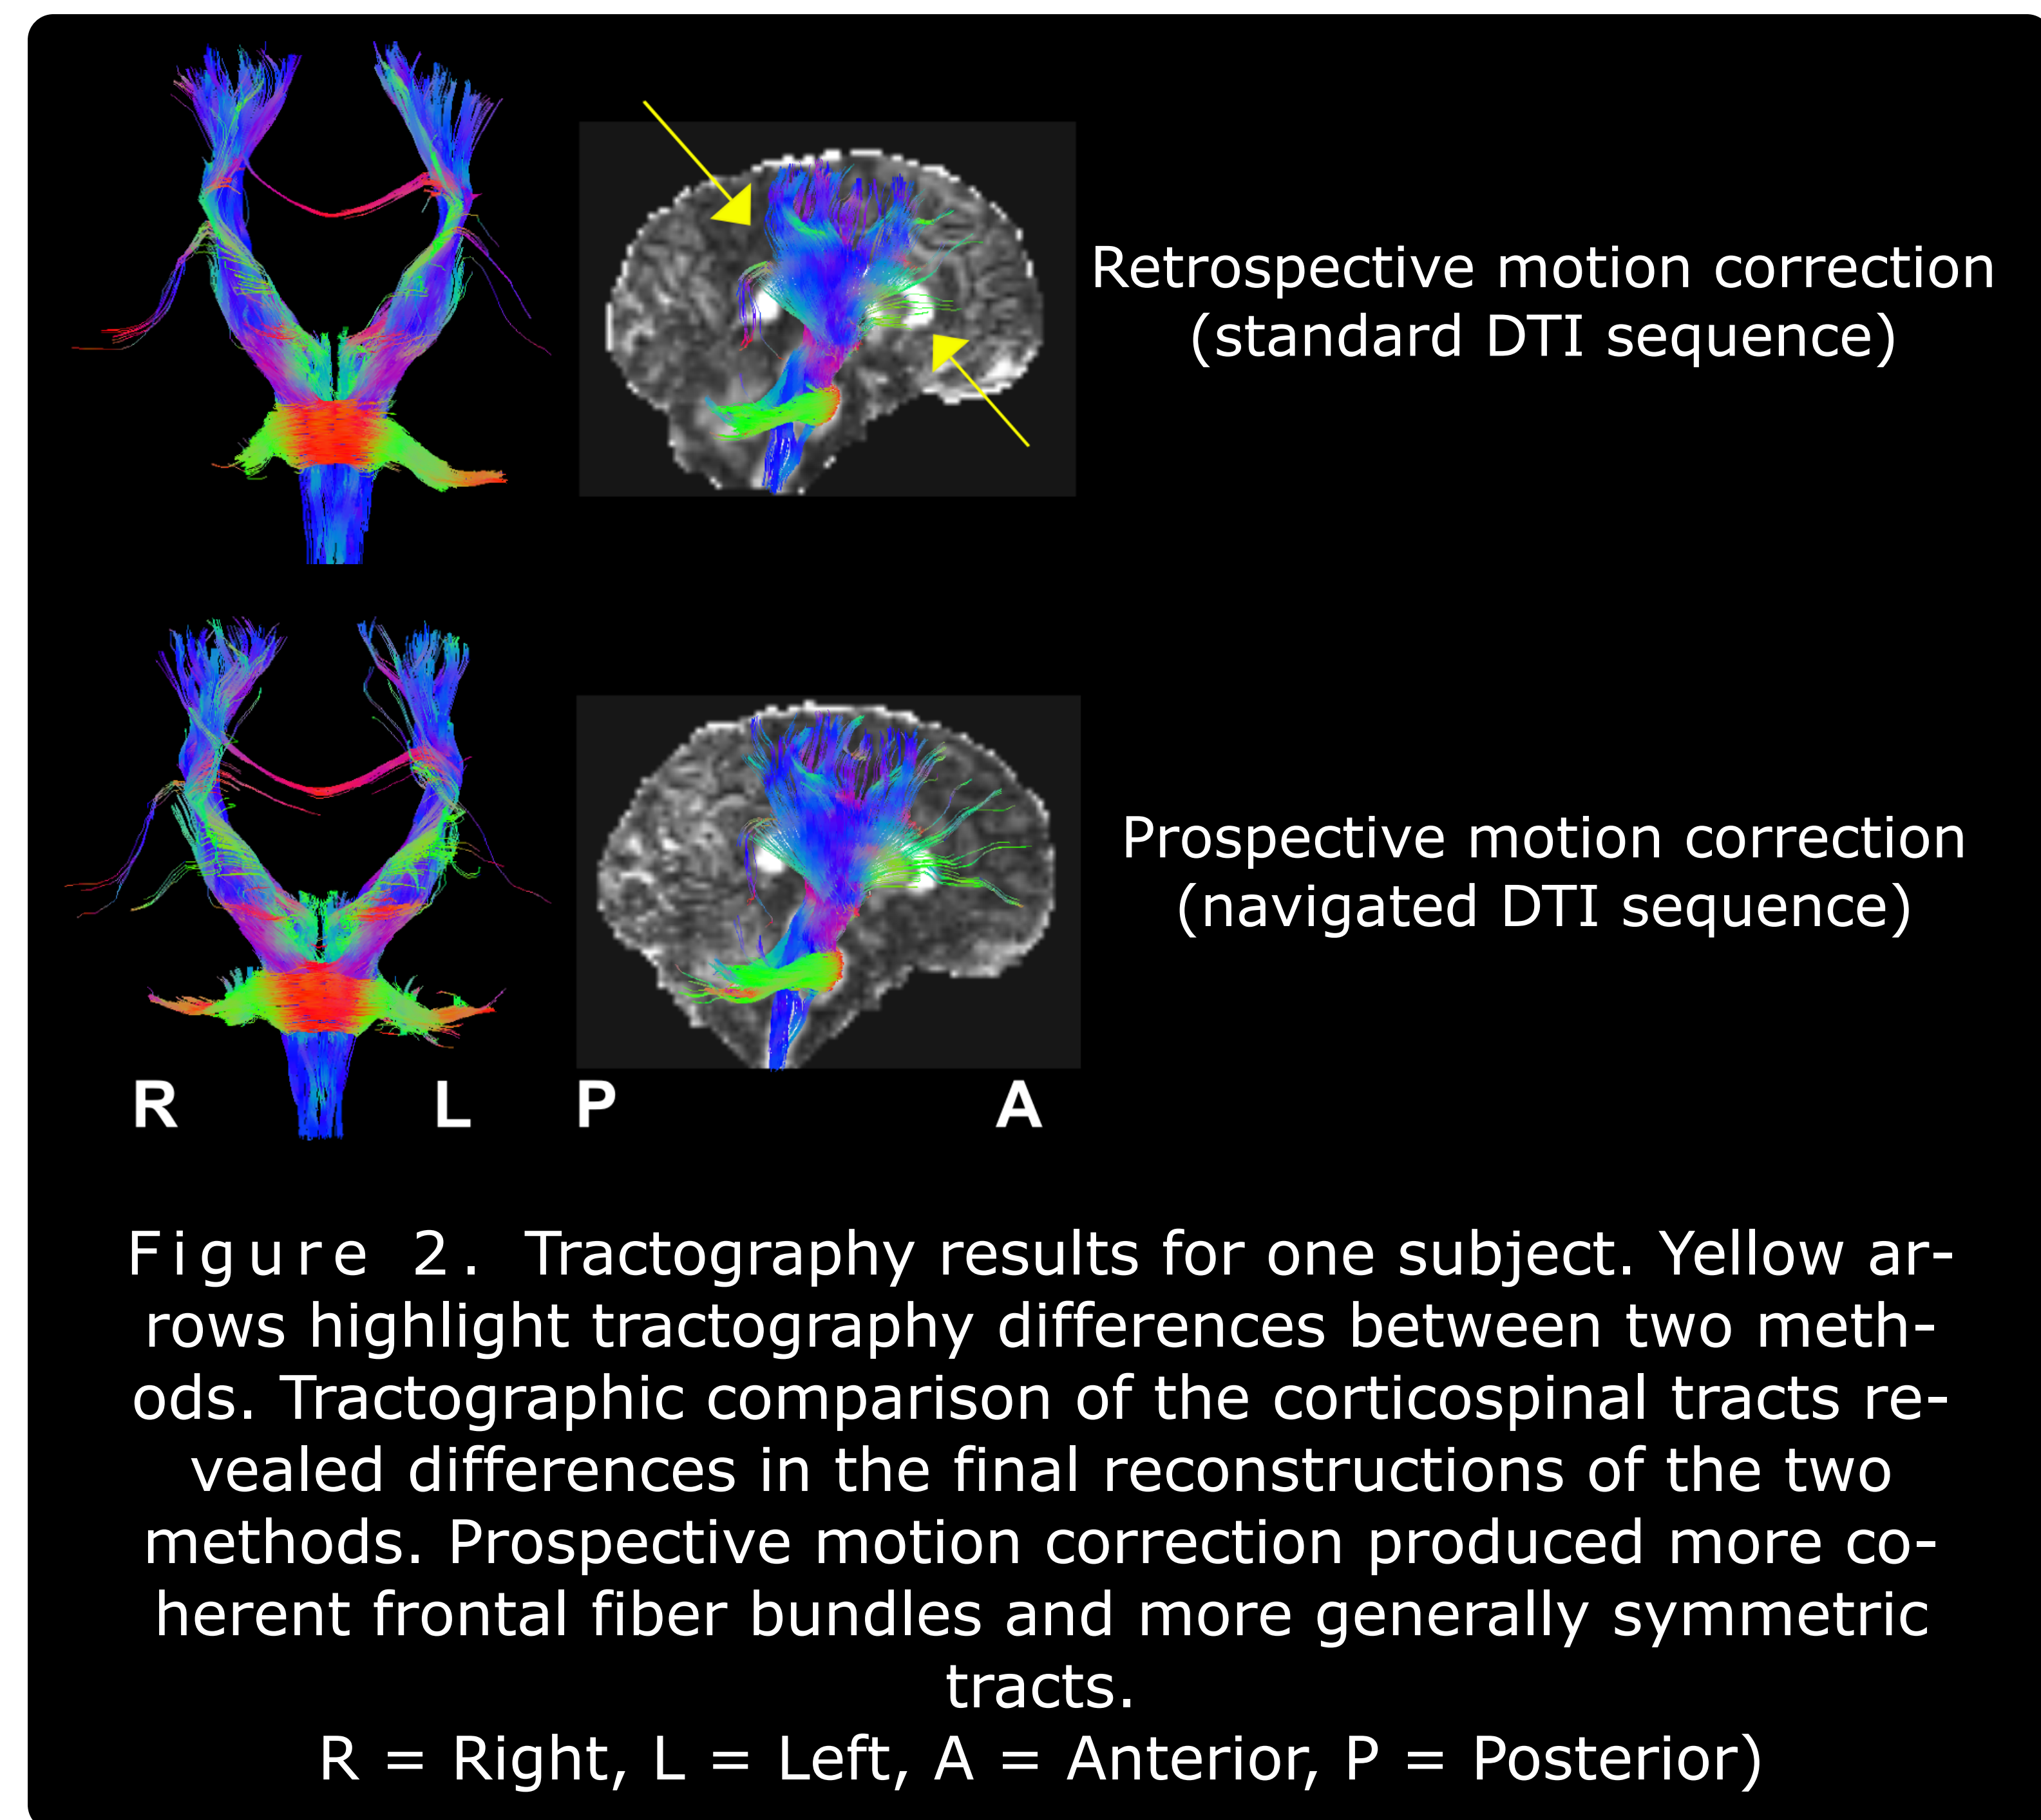 Retrospective motion correction
(standard DTI sequence)
Prospective motion correction
(navigated DTI sequence)
R L P A
Figure 2. Tractography results for one subject. Yellow ar-
rows highlight tractography differences between two meth-
ods. Tractographic comparison of the corticospinal tracts re-
vealed differences in the final reconstructions of the two
methods. Prospective motion correction produced more co-
herent frontal fiber bundles and more generally symmetric
tracts.
R = Right, L = Left, A = Anterior, P = Posterior)